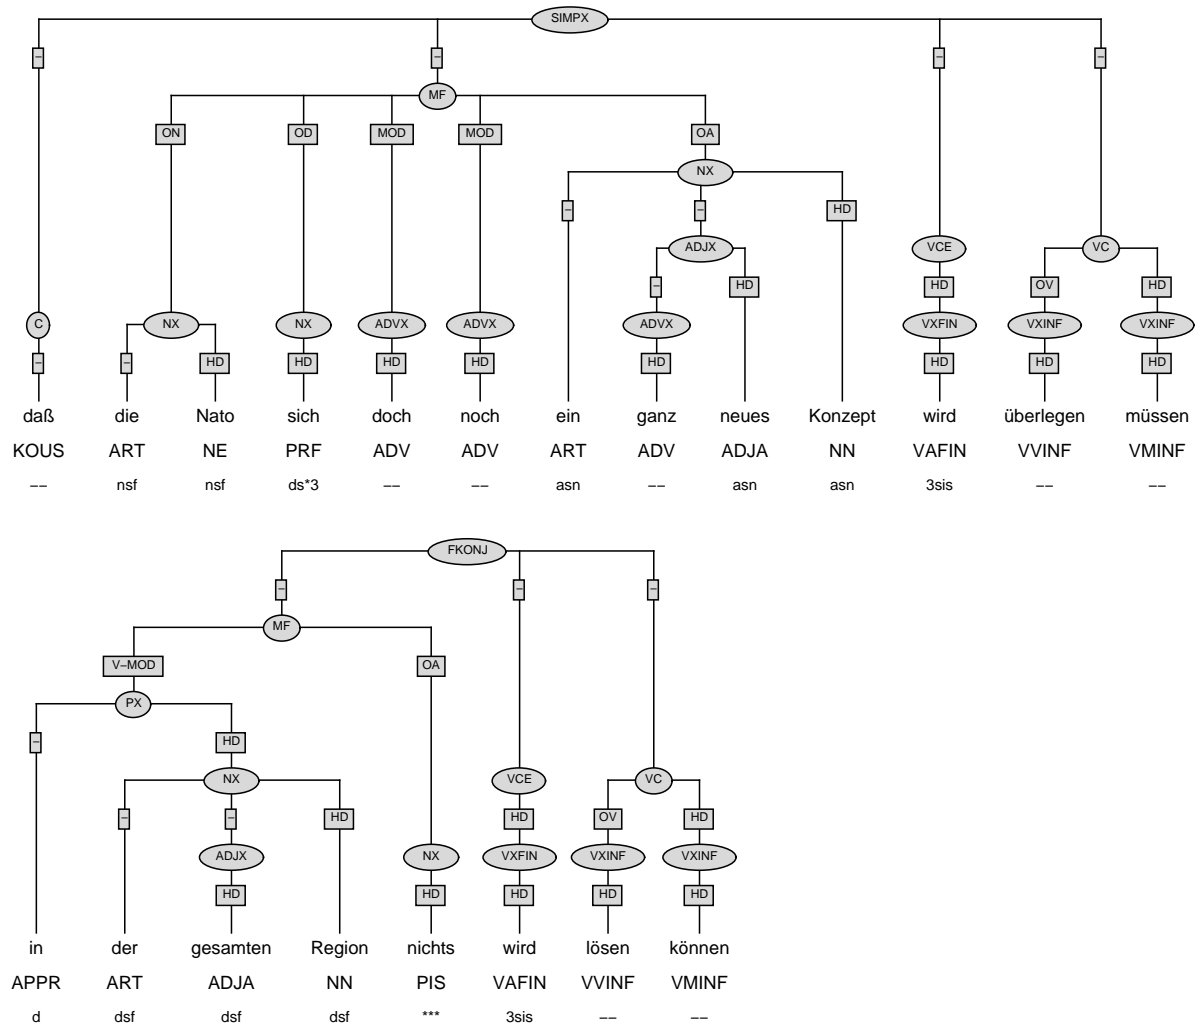 SIMPX
– – – –
MF
ON OD MOD MOD OA
NX
– – HD
ADJX VCE VC
– HD HD OV HD
C NX NX ADVX ADVX ADVX VXFIN VXINF VXINF
– – HD HD HD HD HD HD HD HD
daß die Nato sich doch noch ein ganz neues Konzept wird überlegen müssen
KOUS ART NE PRF ADV ADV ART ADV ADJA NN VAFIN VVINF VMINF
−− nsf nsf ds*3 −− −− asn −− asn asn 3sis −− −−
FKONJ
– – –
MF
V−MOD OA
PX
– HD
NX VCE VC
– – HD HD OV HD
ADJX NX VXFIN VXINF VXINF
HD HD HD HD HD
in der gesamten Region nichts wird lösen können
APPR ART ADJA NN PIS VAFIN VVINF VMINF
d dsf dsf dsf *** 3sis −− −−